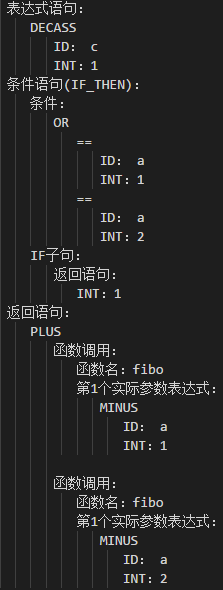 表达式语句：
DECASS
ID： c
INT：1
条件语句(IF_THEN)：
条件：
OR
==
ID： a
INT：1
==
ID： a
INT：2
IF子句：
返回语句：
INT：1
返回语句：
PLUS
函数调用：
函数名：fibo
第1个实际参数表达式：
MINUS
ID： a
INT：1
函数调用：
函数名：fibo
第1个实际参数表达式：
MINUS
ID： a
INT：2